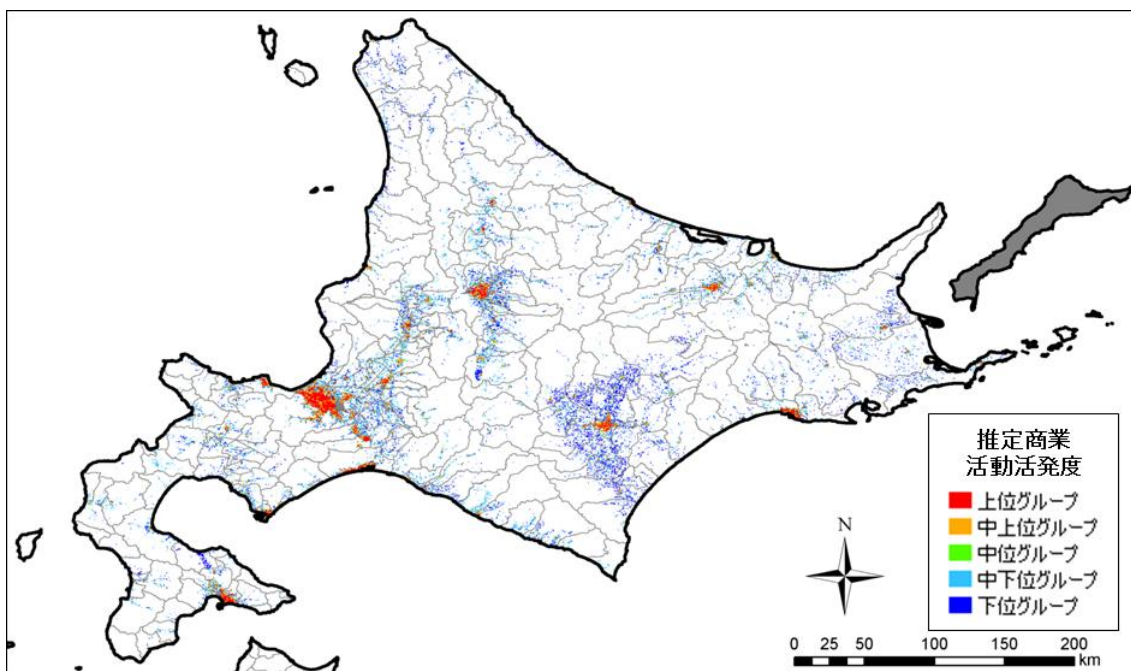 推定商業
活動活発度
上位グループ
中上位グループ
中位グループ
中下位グループ
下位グループ
N
0 25 50 100 150 200
km